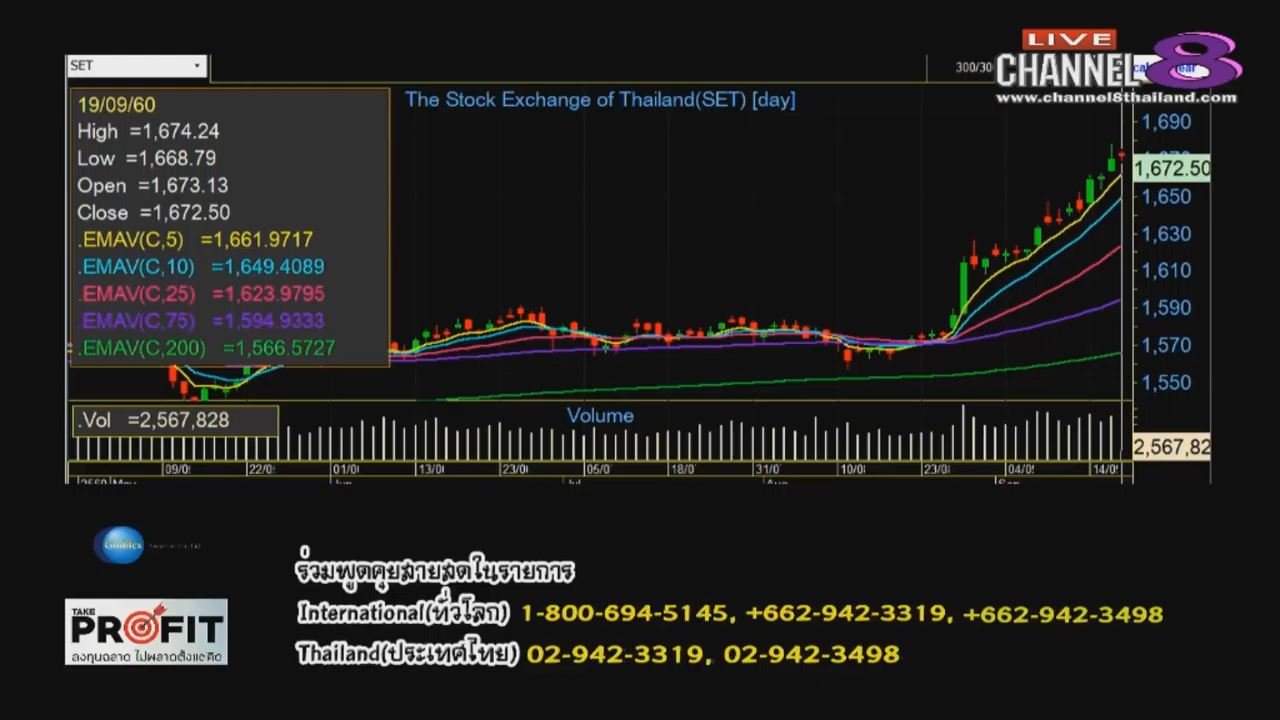 LIVE
CHANNEL 8
www.channel8thailand.com
SET
300/30
The Stock Exchange of Thailand(SET) [day]
19/09/60
High =1,674.24
Low =1,668.79
Open =1,673.13
Close =1,672.50
.EMAV(C,5) =1,661.9717
.EMAV(C,10) =1,649.4089
.EMAV(C,25) =1,623.9795
.EMAV(C,75) =1,594.9333
.EMAV(C,200) =1,566.5727
1,690
1,672.50
1,650
1,630
1,610
1,590
1,570
1,550
.Vol =2,567,828
Volume
2,567,82
09/0 22/0 01/0 13/0 23/0 05/0 18/0 31/0 10/0 23/0 04/0 14/0
ร่วมพูดคุยสายสดในรายการ
International(ทั่วโลก) 1-800-694-5145, +662-942-3319, +662-942-3498
Thailand(ประเทศไทย) 02-942-3319, 02-942-3498
TAKE
PROFIT
ลงทุนฉลาด ไม่พลาดตั้งแต่คิด